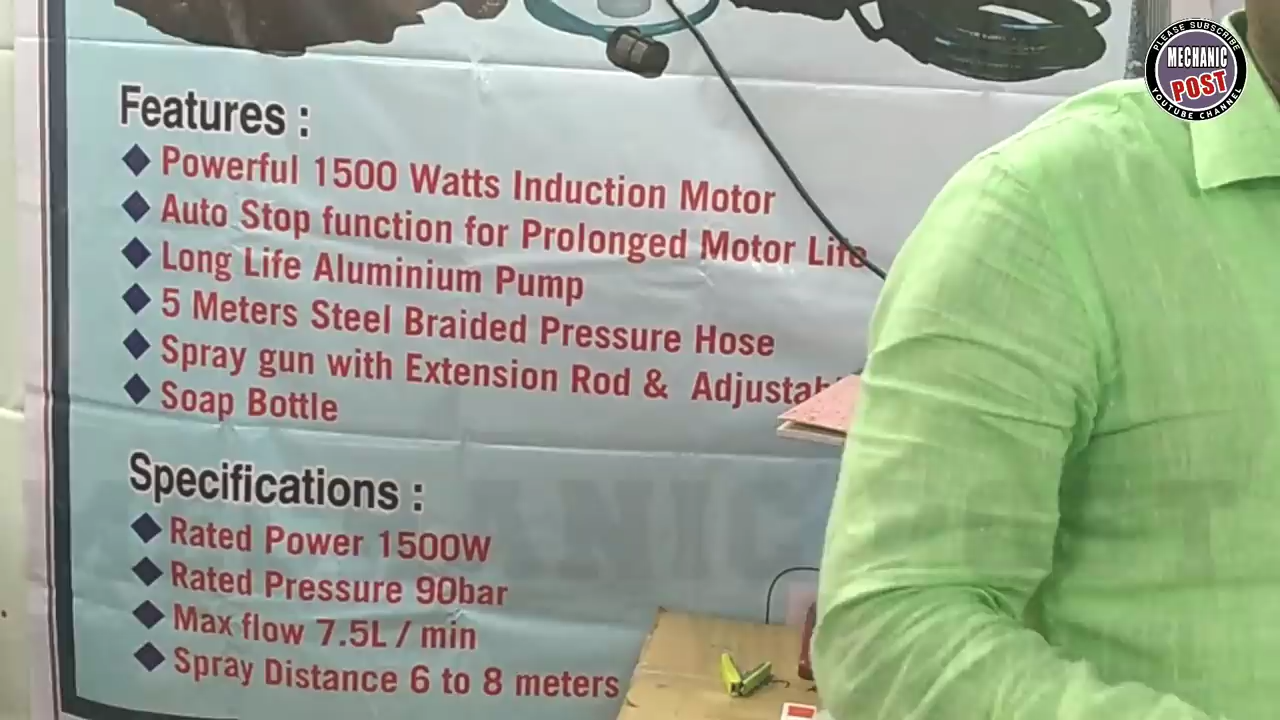 PLEASE SUBSCRIBE
MECHANIC
POST
YOUTUBE CHANNEL
Features :
Powerful 1500 Watts Induction Motor
Auto Stop function for Prolonged Motor Life
Long Life Aluminium Pump
5 Meters Steel Braided Pressure Hose
Spray gun with Extension Rod &
Soap Bottle
Specifications :
Rated Power 1500W
Rated Pressure 90bar
Max flow 7.5L / min
Spray Distance 6 to 8 meters